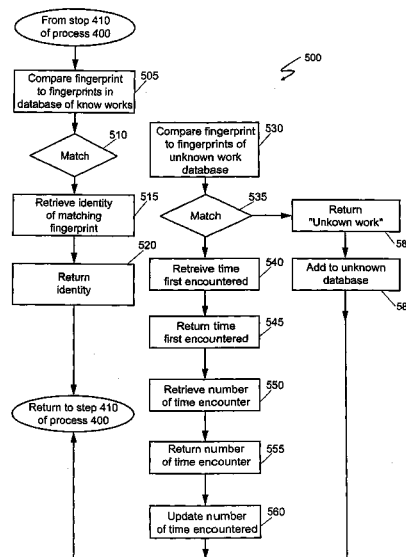 From stop 410
of process 400
500
Compare fingerprint
to fingerprints in
database of know works
505
510
Match
Retrieve identity
of matching
fingerprint
515
520
Return
identity
Return to step 410
of process 400
Compare fingerprint
to fingerprints of
unknown work
database
530
535
Match
Retreive time
first encountered
540
Return time
first encountered
545
Retrieve number
of time encounter
550
Return number
of time encounter
555
Update number
of time encountered
560
Return
"Unkown work"
58
Add to unknown
database
58